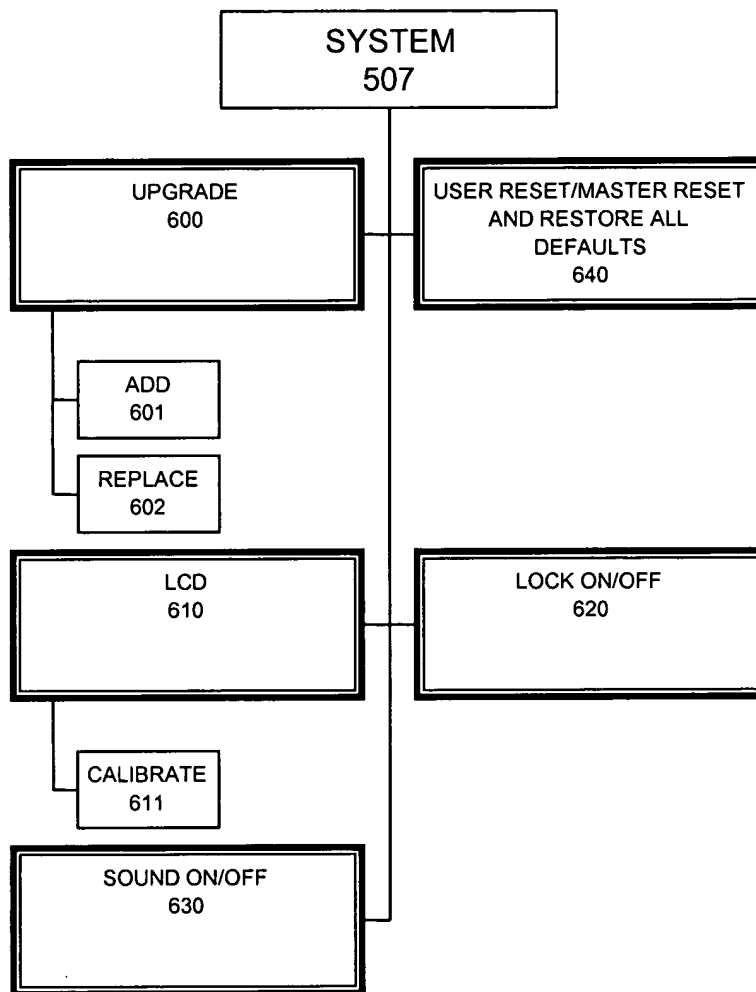 SYSTEM
507
UPGRADE
600
USER RESET/MASTER RESET
AND RESTORE ALL
DEFAULTS
640
ADD
601
REPLACE
602
LCD
610
LOCK ON/OFF
620
CALIBRATE
611
SOUND ON/OFF
630